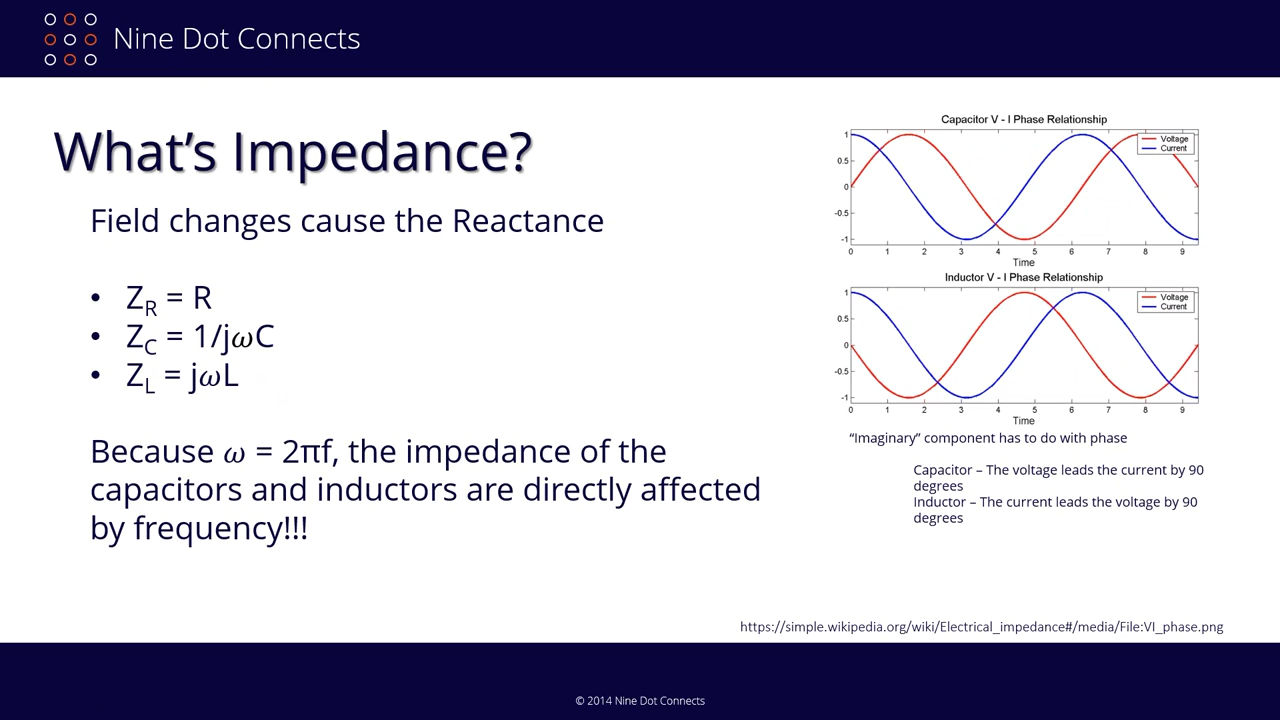 Nine Dot Connects
What's Impedance?
Field changes cause the Reactance
• ZR = R
• ZC = 1/jωC
• ZL = jωL
Because ω = 2πf, the impedance of the
capacitors and inductors are directly affected
by frequency!!!
Capacitor V - I Phase Relationship
Voltage
Current
1
0.5
0
-0.5
-1
0 1 2 3 4 5 6 7 8 9
Time
Inductor V - I Phase Relationship
Voltage
Current
1
0.5
0
-0.5
-1
0 1 2 3 4 5 6 7 8 9
Time
“Imaginary” component has to do with phase
Capacitor – The voltage leads the current by 90
degrees
Inductor – The current leads the voltage by 90
degrees
https://simple.wikipedia.org/wiki/Electrical_impedance#/media/File:VI_phase.png
© 2014 Nine Dot Connects